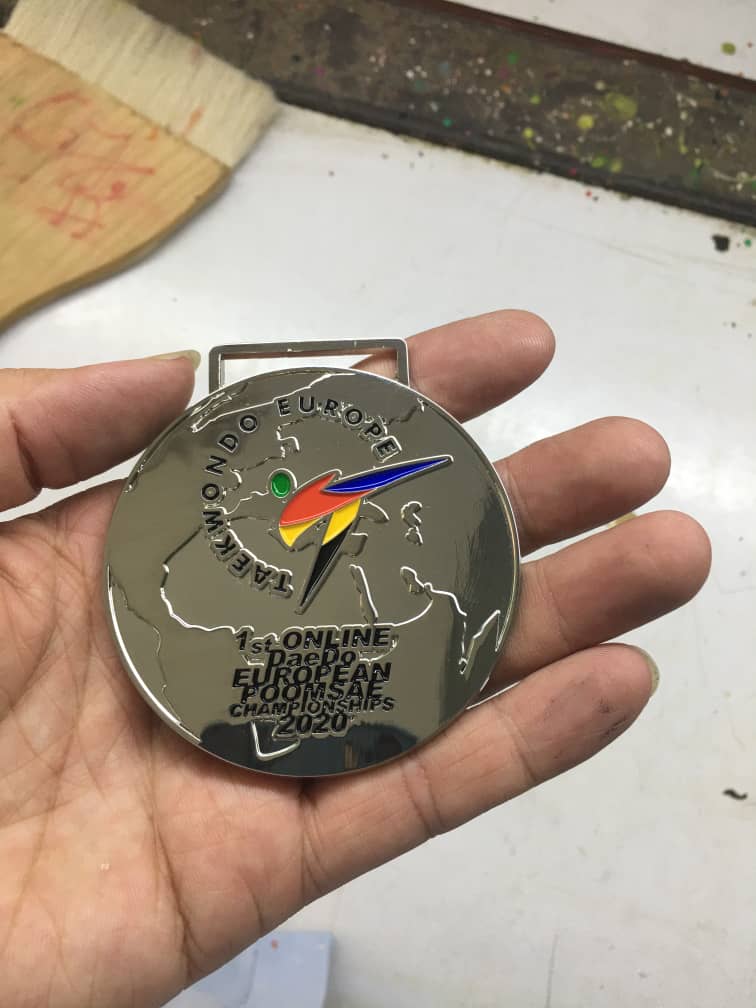 TAEKWONDO EUROPE
1st ONLINE
DaeDo
EUROPEAN
POOMSAE
CHAMPIONSHIPS
2020